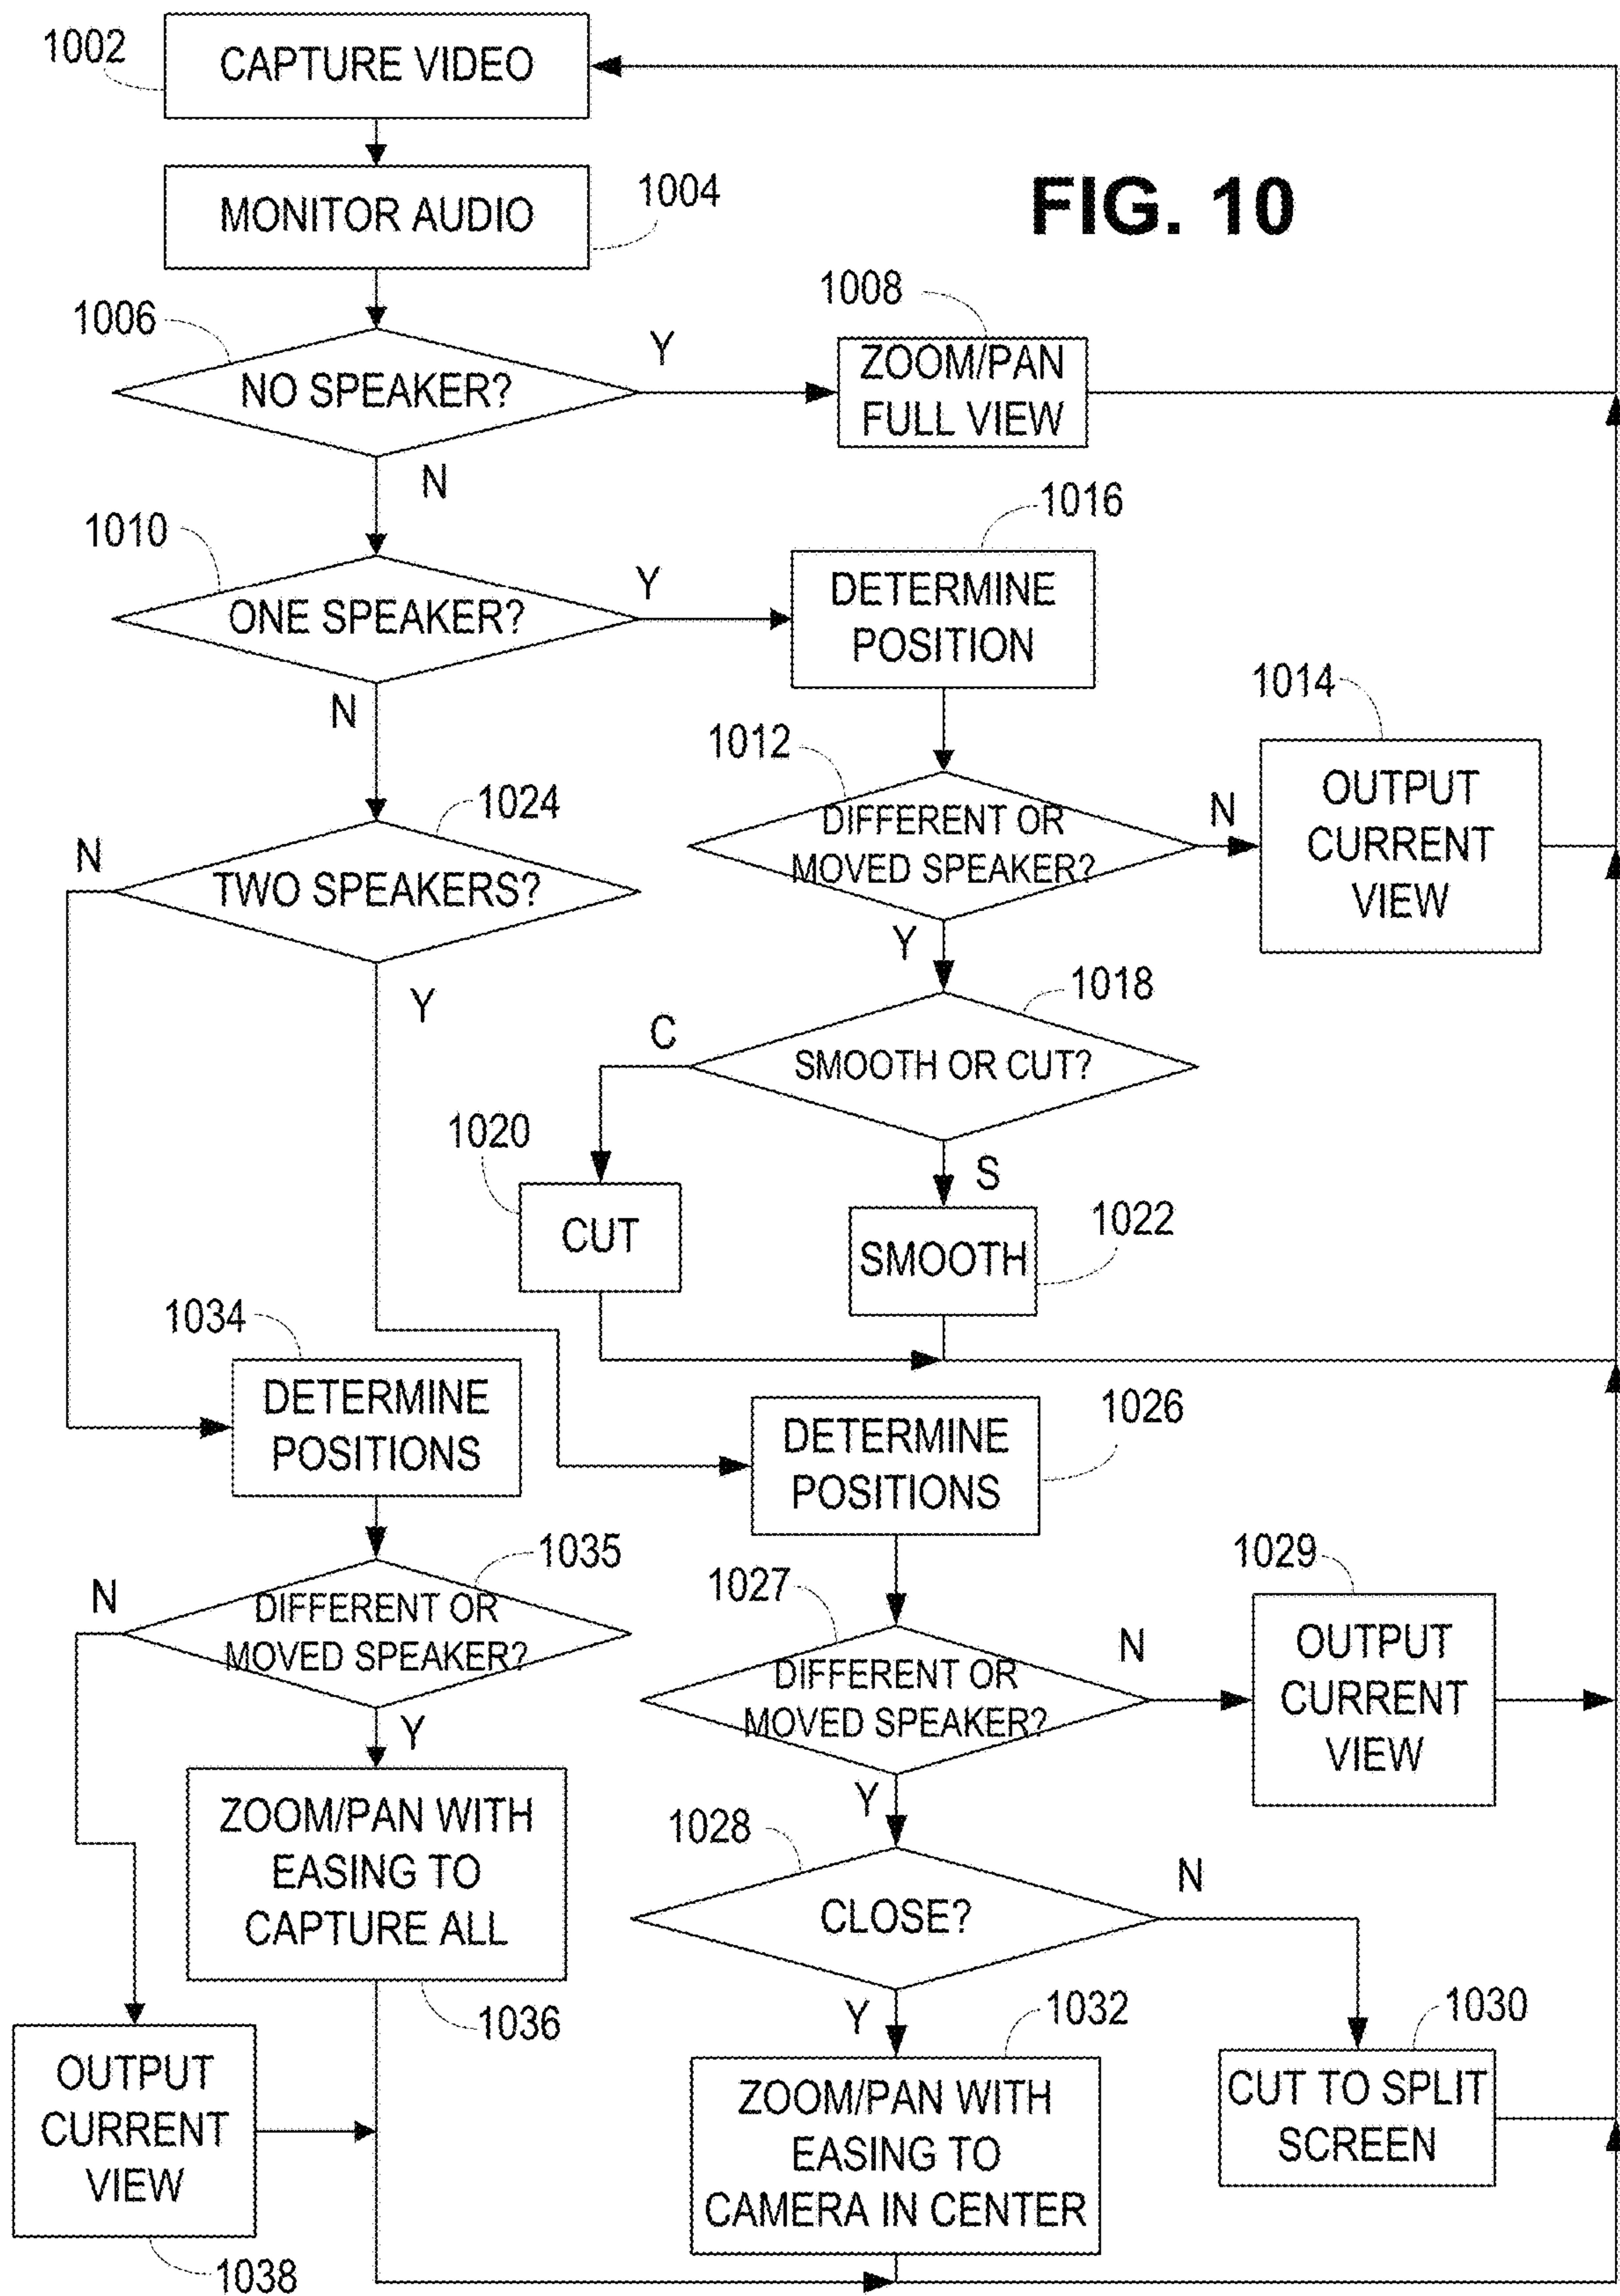 1002
CAPTURE VIDEO
MONITOR AUDIO
1004
FIG. 10
1006
NO SPEAKER?
Y
N
1008
ZOOM/PAN
FULL VIEW
1010
ONE SPEAKER?
Y
N
1016
DETERMINE
POSITION
1012
DIFFERENT OR
MOVED SPEAKER?
N
Y
1014
OUTPUT
CURRENT
VIEW
1024
TWO SPEAKERS?
N
Y
1018
SMOOTH OR CUT?
C
S
1020
CUT
1022
SMOOTH
1034
DETERMINE
POSITIONS
1026
DETERMINE
POSITIONS
1035
DIFFERENT OR
MOVED SPEAKER?
N
Y
1027
DIFFERENT OR
MOVED SPEAKER?
N
Y
1029
OUTPUT
CURRENT
VIEW
ZOOM/PAN WITH
EASING TO
CAPTURE ALL
1036
1028
CLOSE?
N
Y
1032
ZOOM/PAN WITH
EASING TO
CAMERA IN CENTER
1030
CUT TO SPLIT
SCREEN
OUTPUT
CURRENT
VIEW
1038